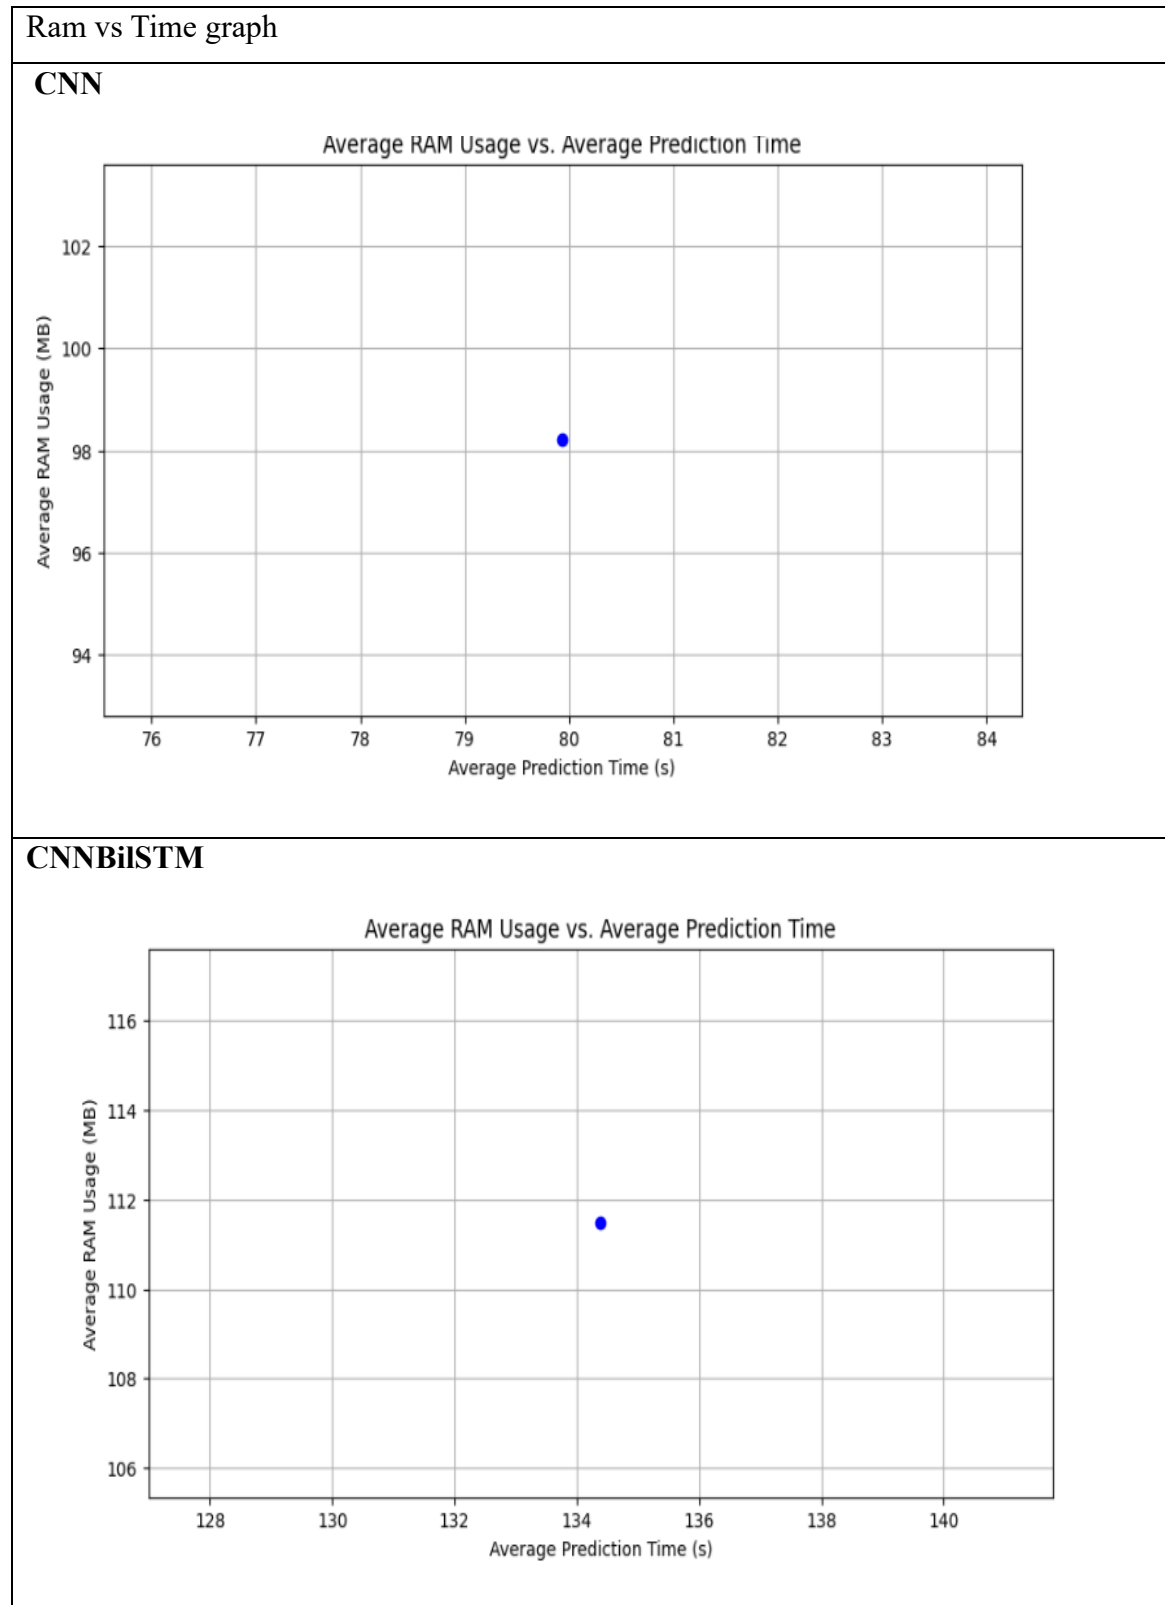 Ram vs Time graph
CNN
Average RAM Usage vs. Average Prediction Time
102
100
98
96
94
Average RAM Usage (MB)
76 77 78 79 80 81 82 83 84
Average Prediction Time (s)
CNNBilSTM
Average RAM Usage vs. Average Prediction Time
116
114
112
110
108
106
Average RAM Usage (MB)
128 130 132 134 136 138 140
Average Prediction Time (s)